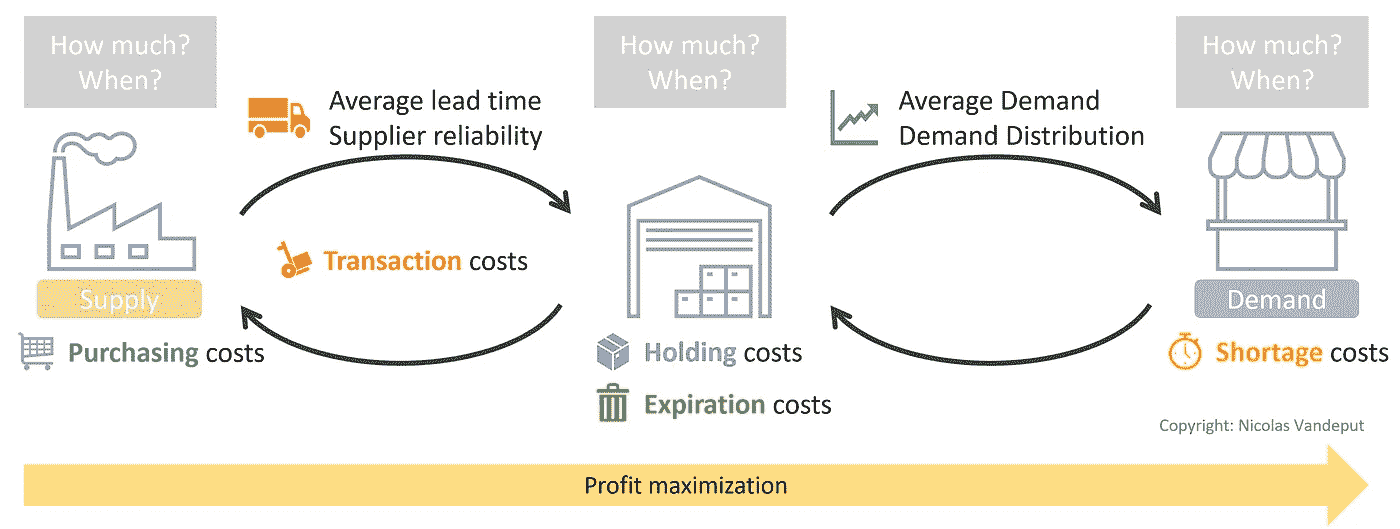 How much?
When?
How much?
When?
How much?
When?
Average lead time
Supplier reliability
Average Demand
Demand Distribution
Transaction costs
Supply
Demand
Purchasing costs
Holding costs
Shortage costs
Expiration costs
Copyright: Nicolas Vandeput
Profit maximization